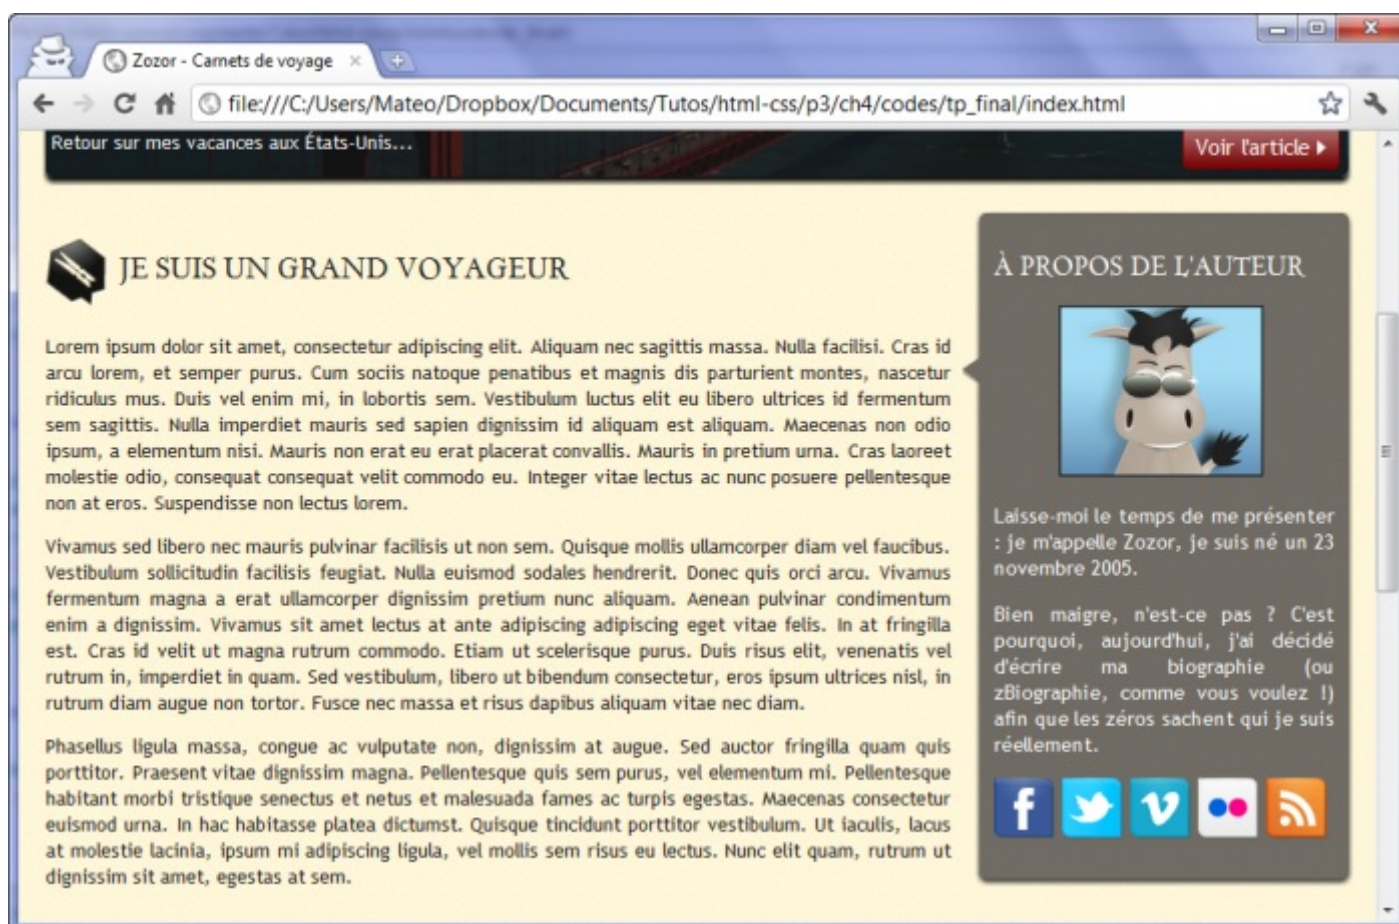 Zozor - Carnets de voyage
file:///C:/Users/Mateo/Dropbox/Documents/Tutos/html-css/p3/ch4/codes/tp_final/index.html
Retour sur mes vacances aux États-Unis...
Voir l'article
JE SUIS UN GRAND VOYAGEUR
Lorem ipsum dolor sit amet, consectetur adipiscing elit. Aliquam nec sagittis massa. Nulla facilisi. Cras id
arcu lorem, et semper purus. Cum sociis natoque penatibus et magnis dis parturient montes, nascetur
ridiculus mus. Duis vel enim mi, in lobortis sem. Vestibulum luctus elit eu libero ultrices id fermentum
sem sagittis. Nulla imperdiet mauris sed sapien dignissim id aliquam est aliquam. Maecenas non odio
ipsum, a elementum nisi. Mauris non erat eu erat placerat convallis. Mauris in pretium urna. Cras laoreet
molestie odio, consequat consequat velit commodo eu. Integer vitae lectus ac nunc posuere pellentesque
non at eros. Suspendisse non lectus lorem.
Vivamus sed libero nec mauris pulvinar facilisis ut non sem. Quisque mollis ullamcorper diam vel faucibus.
Vestibulum sollicitudin facilisis feugiat. Nulla euismod sodales hendrerit. Donec quis orci arcu. Vivamus
fermentum magna a erat ullamcorper dignissim pretium nunc aliquam. Aenean pulvinar condimentum
enim a dignissim. Vivamus sit amet lectus at ante adipiscing adipiscing eget vitae felis. In at fringilla
est. Cras id velit ut magna rutrum commodo. Etiam ut scelerisque purus. Duis risus elit, venenatis vel
rutrum in, imperdiet in quam. Sed vestibulum, libero ut bibendum consectetur, eros ipsum ultrices nisl, in
rutrum diam augue non tortor. Fusce nec massa et risus dapibus aliquam vitae nec diam.
Phasellus ligula massa, congue ac vulputate non, dignissim at augue. Sed auctor fringilla quam quis
porttitor. Praesent vitae dignissim magna. Pellentesque quis sem purus, vel elementum mi. Pellentesque
habitant morbi tristique senectus et netus et malesuada fames ac turpis egestas. Maecenas consectetur
euismod urna. In hac habitasse platea dictumst. Quisque tincidunt porttitor vestibulum. Ut iaculis, lacus
at molestie lacinia, ipsum mi adipiscing ligula, vel mollis sem risus eu lectus. Nunc elit quam, rutrum ut
dignissim sit amet, egestas at sem.
À PROPOS DE L'AUTEUR
Laisse-moi le temps de me présenter
: je m'appelle Zozor, je suis né un 23
novembre 2005.
Bien maigre, n'est-ce pas ? C'est
pourquoi, aujourd'hui, j'ai décidé
d'écrire ma biographie (ou
zBiographie, comme vous voulez !)
afin que les zéros sachent qui je suis
réellement.